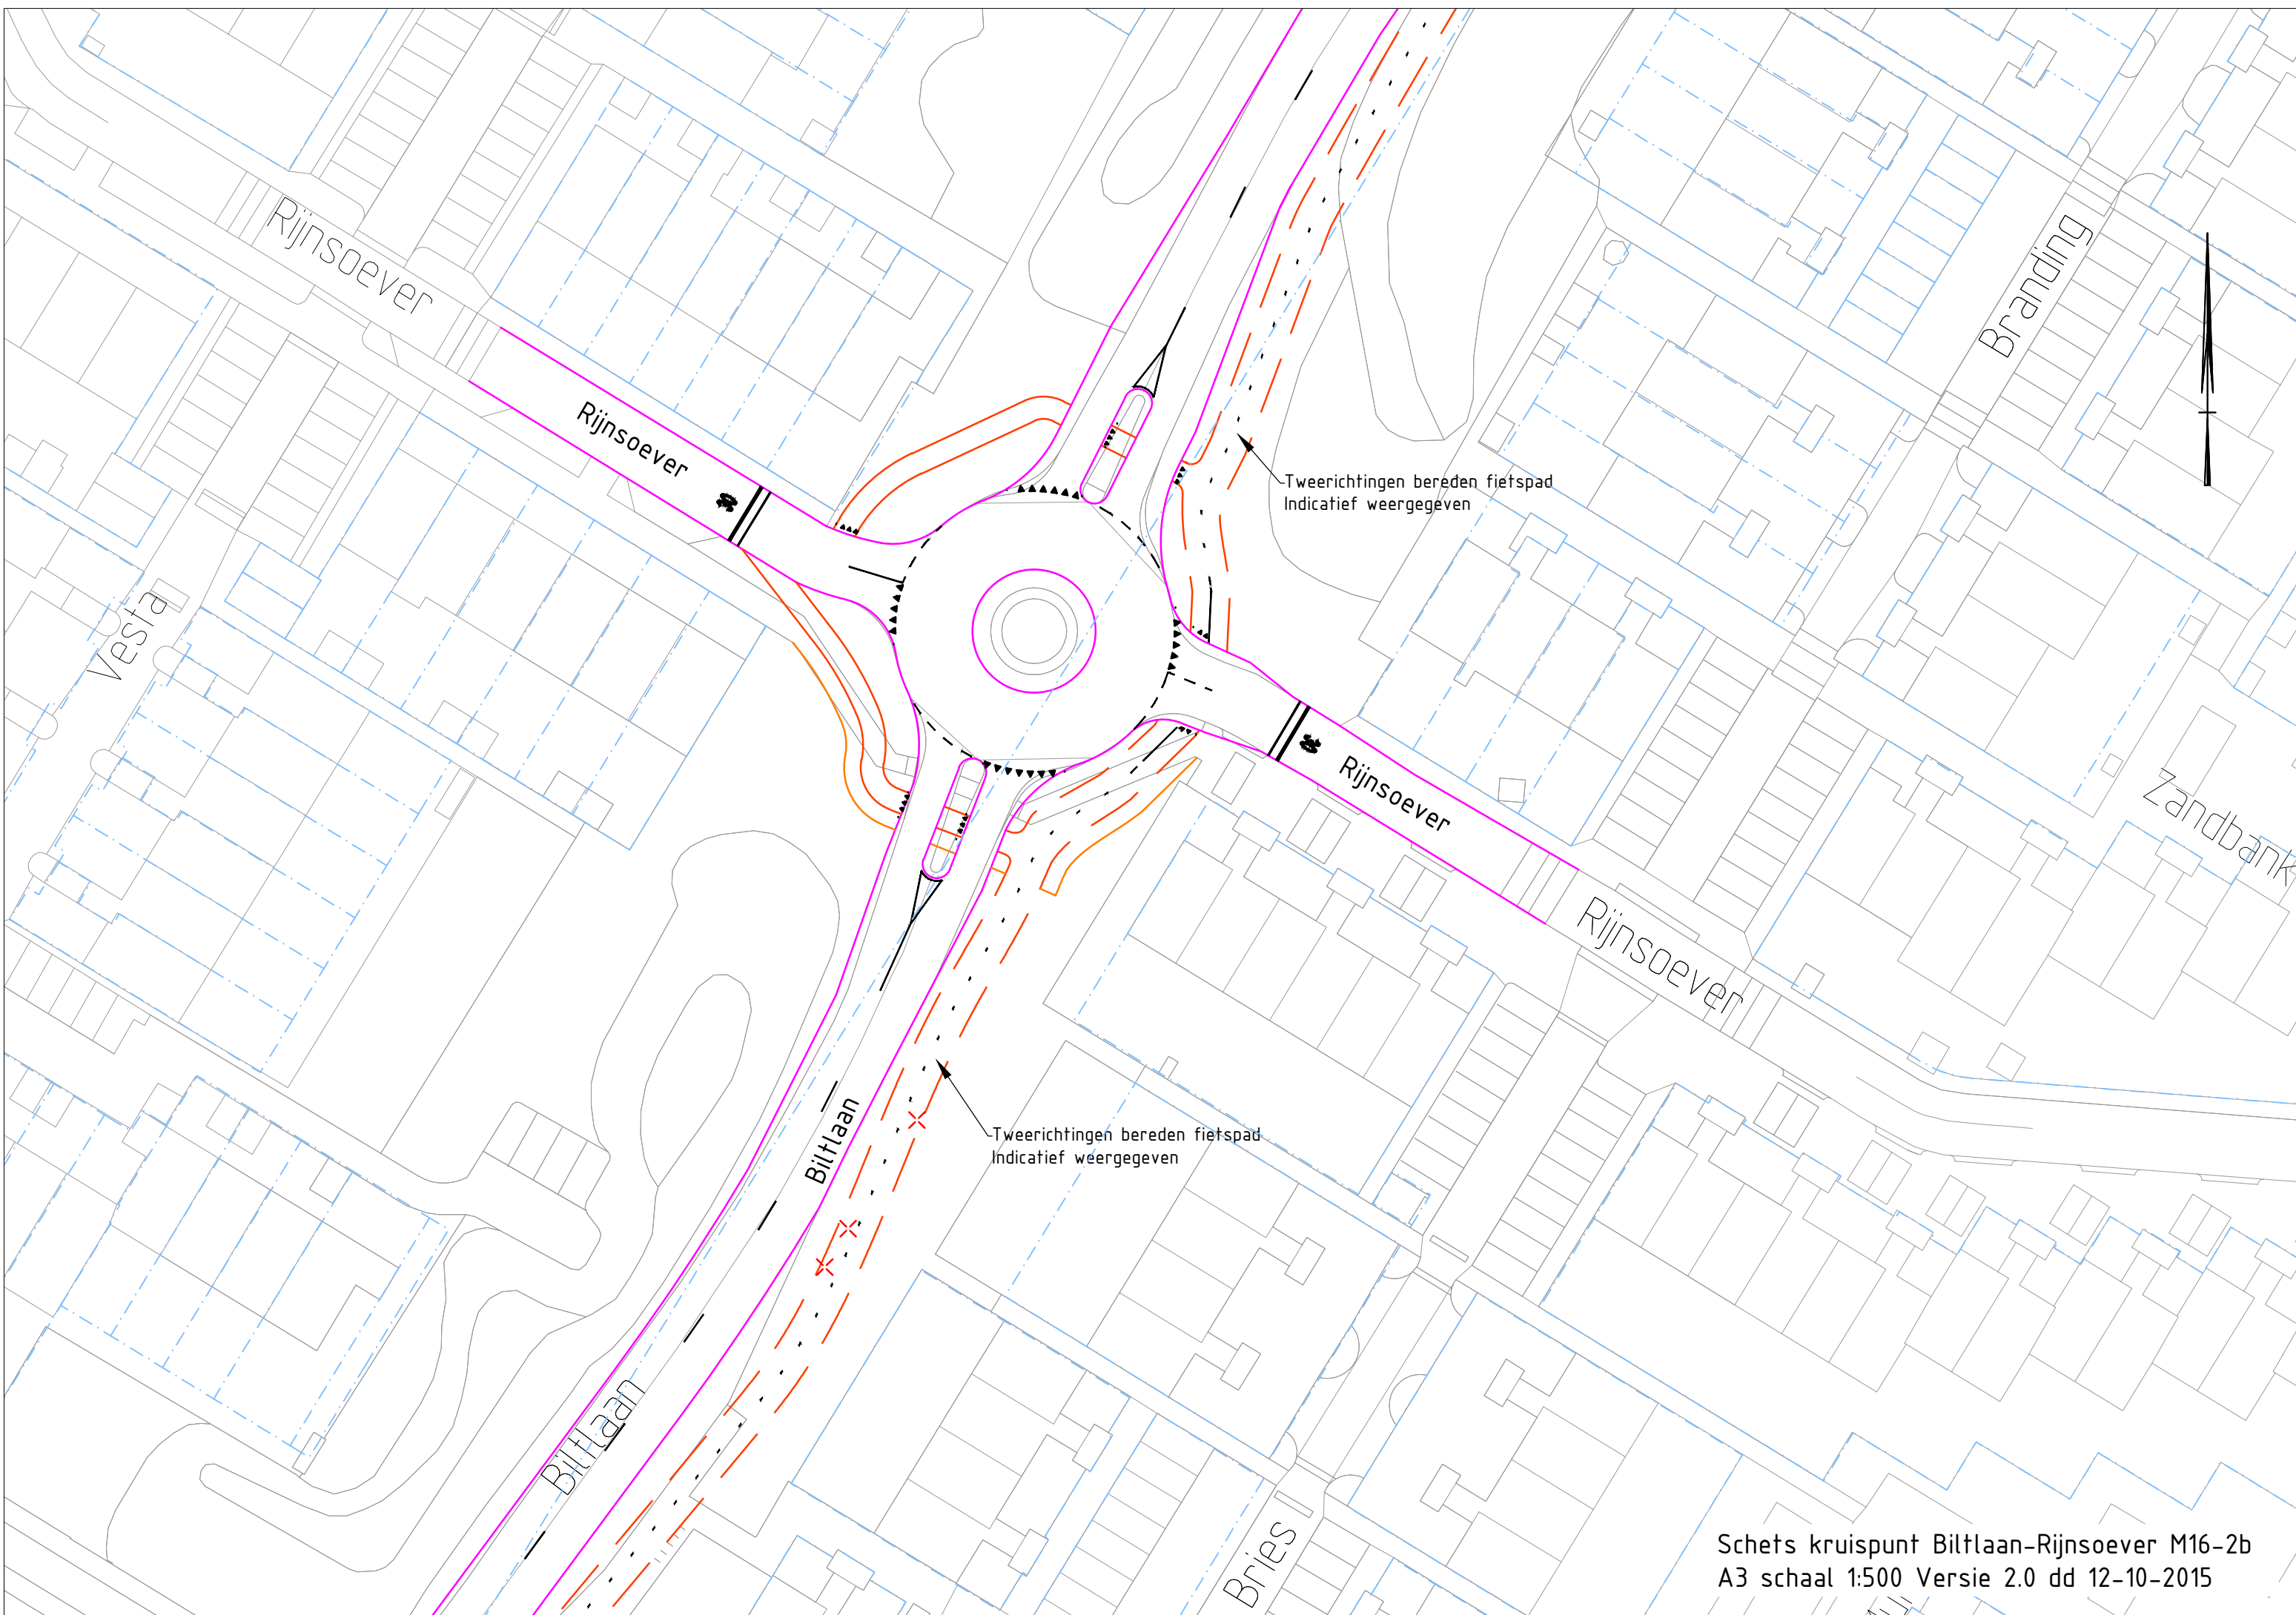 Rijnsoever
Branding
Rijnsoever
Tweerichtingen bereden fietspad
Indicatief weergegeven
Vesta
Rijnsoever
Zandbank
Rijnsoever
Biltlaan
Tweerichtingen bereden fietspad
Indicatief weergegeven
Biltlaan
Bries
Schets kruispunt Biltlaan-Rijnsoever M16-2b
A3 schaal 1:500 Versie 2.0 dd 12-10-2015